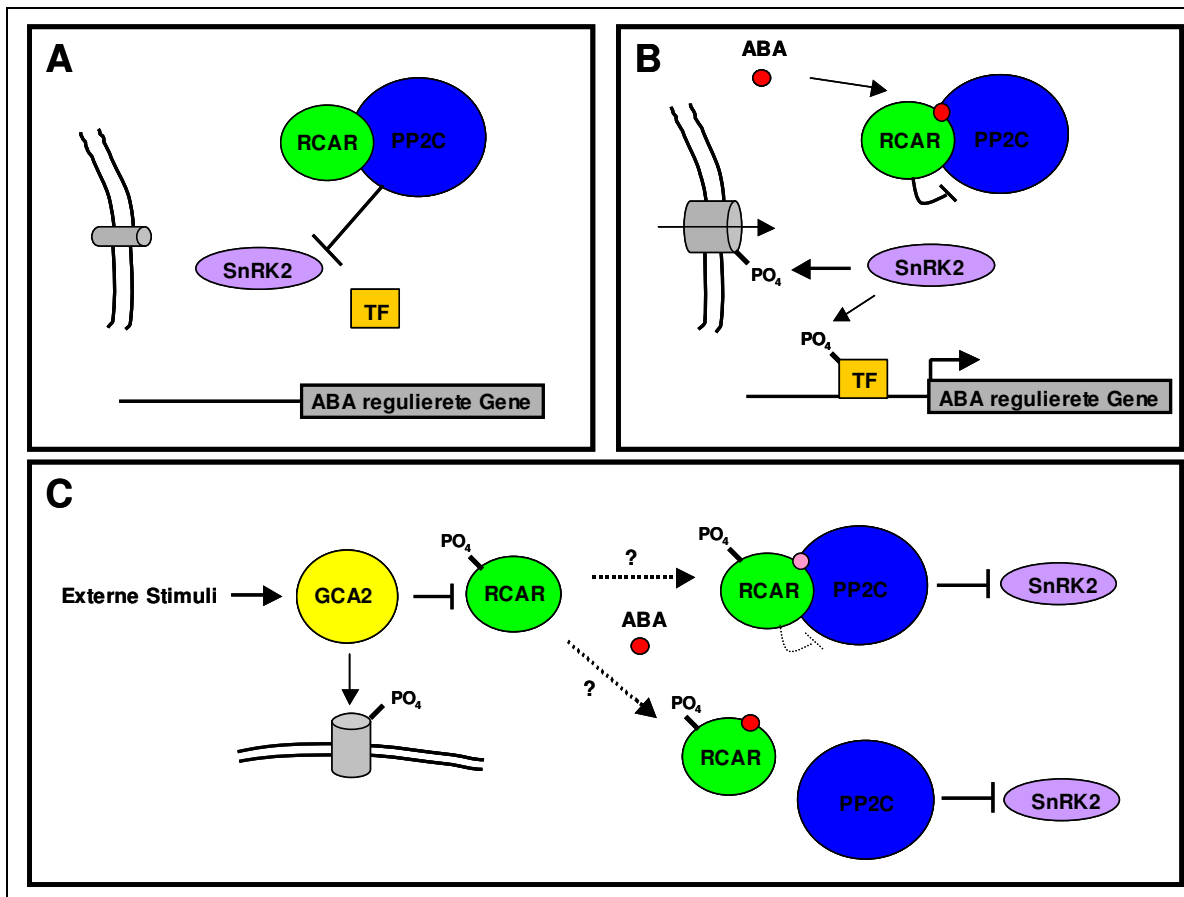 A
RCAR
PP2C
SnRK2
TF
ABA regulierete Gene
B
ABA
RCAR
PP2C
SnRK2
PO4
PO4
TF
ABA regulierete Gene
C
Externe Stimuli
GCA2
PO4
RCAR
PO4
?
ABA
?
PO4
RCAR
PP2C
SnRK2
PO4
RCAR
PP2C
SnRK2